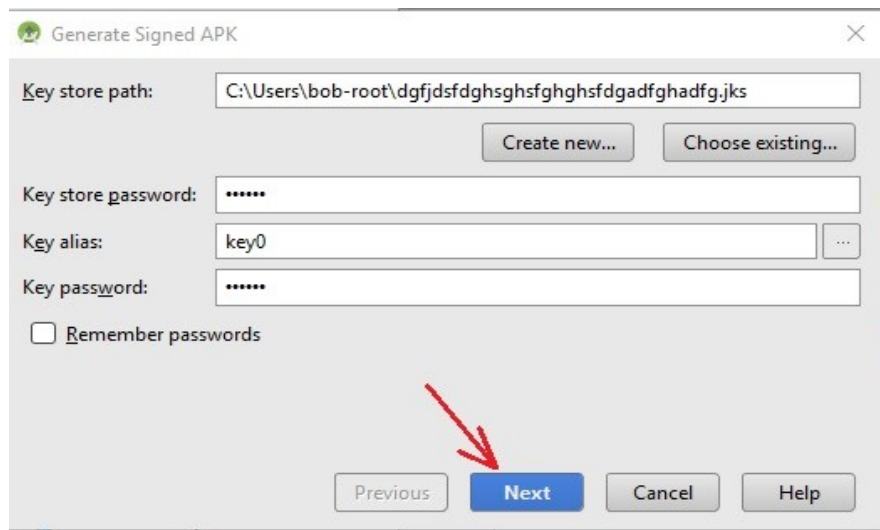 Generate Signed APK
Key store path: C:\Users\bob-root\dgfjdsfdghsghsfghghsfdgadfghadfg.jks
Create new... Choose existing...
Key store password: ••••••
Key alias: key0 ...
Key password: ••••••
Remember passwords
Previous Next Cancel Help